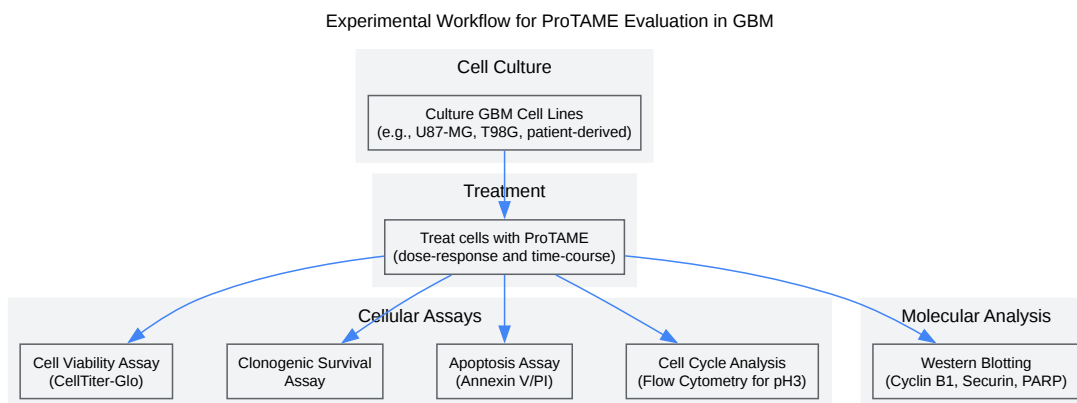 Experimental Workflow for ProTAME Evaluation in GBM
Cell Culture
Culture GBM Cell Lines
(e.g., U87-MG, T98G, patient-derived)
Treatment
Treat cells with ProTAME
(dose-response and time-course)
Cellular Assays
Cell Viability Assay
(CellTiter-Glo)
Clonogenic Survival
Assay
Apoptosis Assay
(Annexin V/PI)
Cell Cycle Analysis
(Flow Cytometry for pH3)
Molecular Analysis
Western Blotting
(Cyclin B1, Securin, PARP)